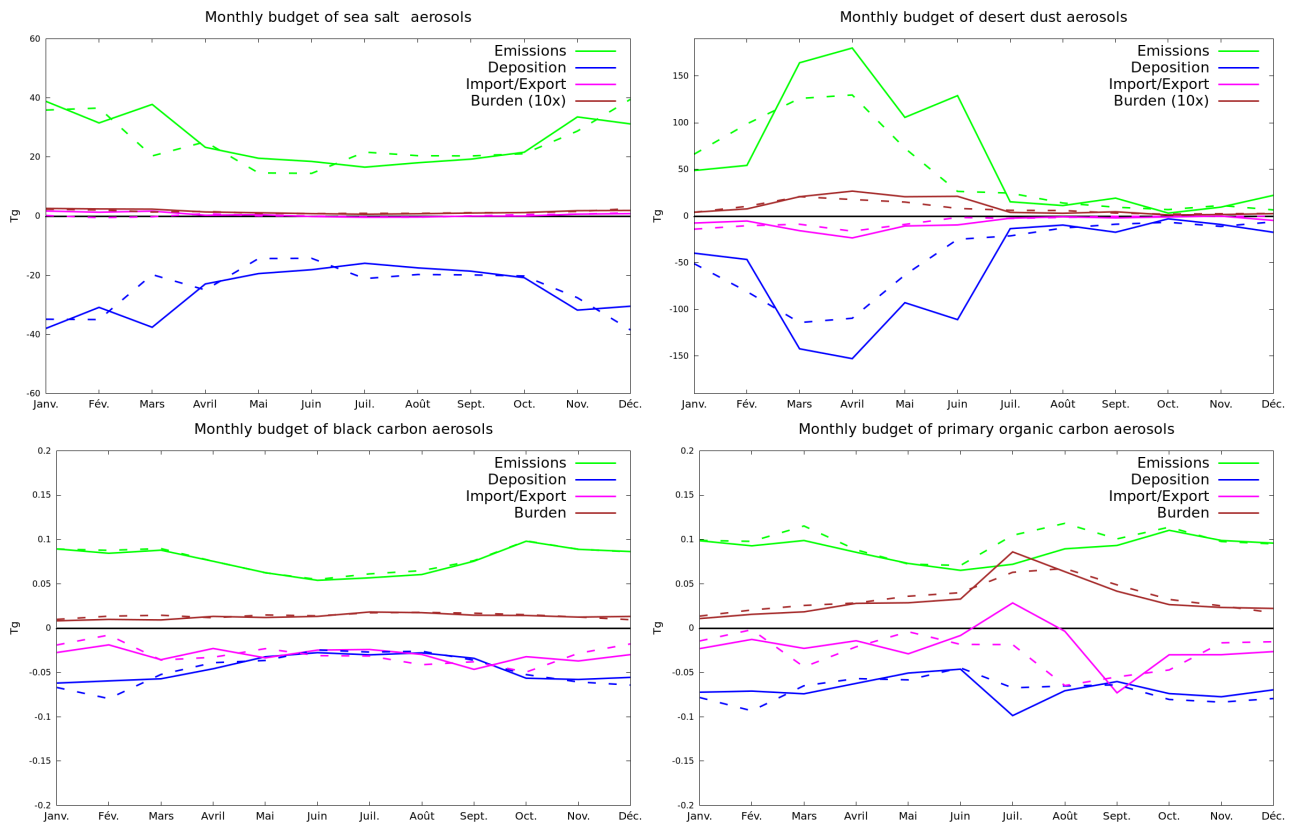 Monthly budget of sea salt  aerosols
60
40
20
0
-20
-40
-60
Tg
Emissions
Deposition
Import/Export
Burden (10x)
Janv. Fév. Mars Avril Mai Juin Juil. Août Sept. Oct. Nov. Déc.
Monthly budget of desert dust aerosols
150
100
50
0
-50
-100
-150
Tg
Emissions
Deposition
Import/Export
Burden (10x)
Janv. Fév. Mars Avril Mai Juin Juil. Août Sept. Oct. Nov. Déc.
Monthly budget of black carbon aerosols
0.2
0.15
0.1
0.05
0
-0.05
-0.1
-0.15
-0.2
Tg
Emissions
Deposition
Import/Export
Burden
Janv. Fév. Mars Avril Mai Juin Juil. Août Sept. Oct. Nov. Déc.
Monthly budget of primary organic carbon aerosols
0.2
0.15
0.1
0.05
0
-0.05
-0.1
-0.15
-0.2
Tg
Emissions
Deposition
Import/Export
Burden
Janv. Fév. Mars Avril Mai Juin Juil. Août Sept. Oct. Nov. Déc.